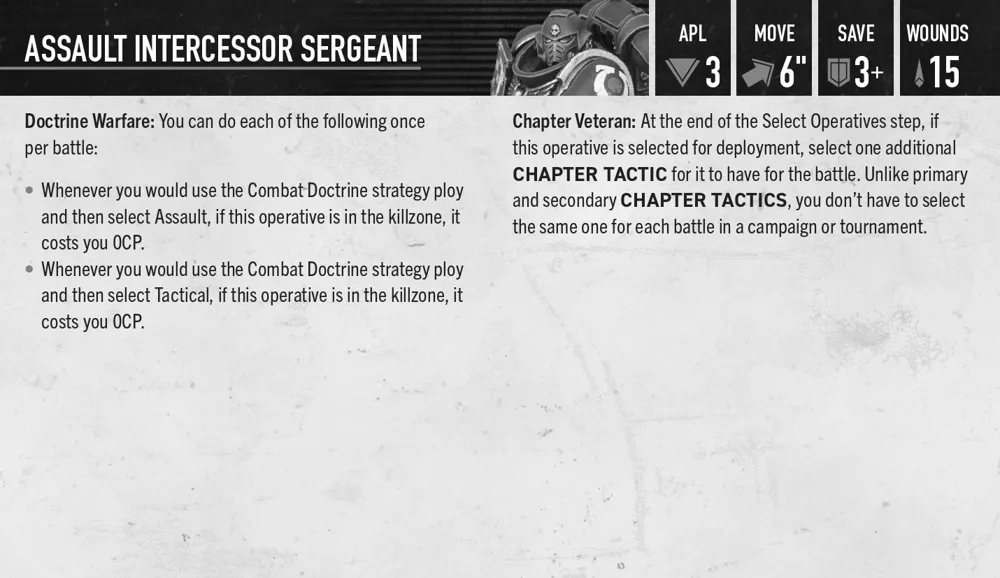 ASSAULT INTERCESSOR SERGEANT
APL MOVE SAVE WOUNDS
3 6" 3+ 15
Doctrine Warfare: You can do each of the following once
per battle:
• Whenever you would use the Combat Doctrine strategy ploy
and then select Assault, if this operative is in the killzone, it
costs you 0CP.
• Whenever you would use the Combat Doctrine strategy ploy
and then select Tactical, if this operative is in the killzone, it
costs you 0CP.
Chapter Veteran: At the end of the Select Operatives step, if
this operative is selected for deployment, select one additional
CHAPTER TACTIC for it to have for the battle. Unlike primary
and secondary CHAPTER TACTICS, you don't have to select
the same one for each battle in a campaign or tournament.